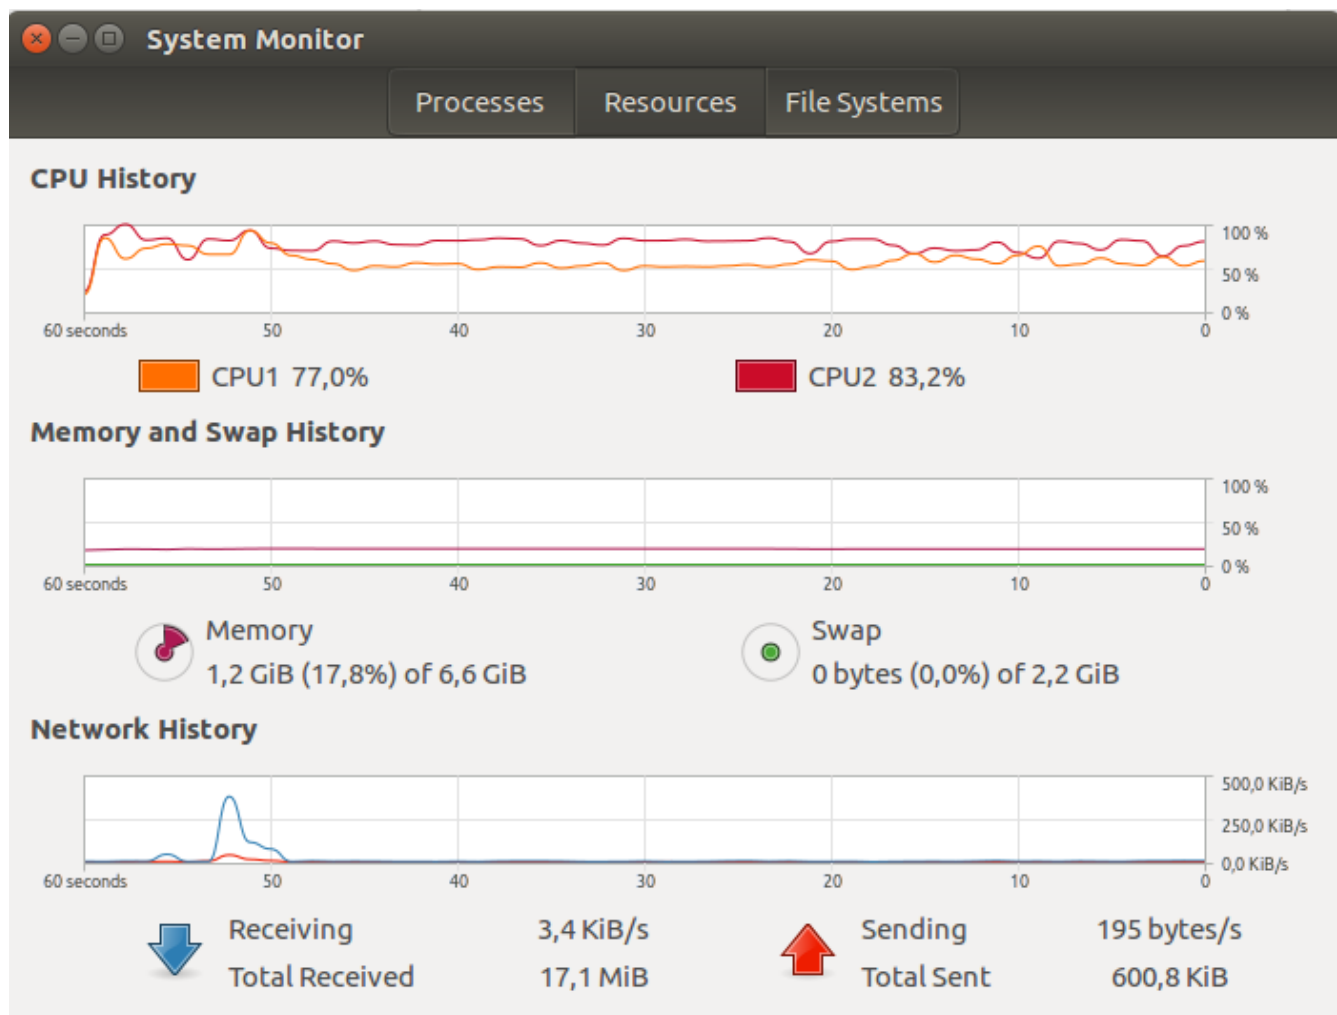 System Monitor
Processes Resources File Systems
CPU History
100 %
50 %
0 %
60 seconds 50 40 30 20 10 0
CPU1 77,0% CPU2 83,2%
Memory and Swap History
100 %
50 %
0 %
60 seconds 50 40 30 20 10 0
Memory Swap
1,2 GiB (17,8%) of 6,6 GiB 0 bytes (0,0%) of 2,2 GiB
Network History
500,0 KiB/s
250,0 KiB/s
0,0 KiB/s
60 seconds 50 40 30 20 10 0
Receiving 3,4 KiB/s Sending 195 bytes/s
Total Received 17,1 MiB Total Sent 600,8 KiB